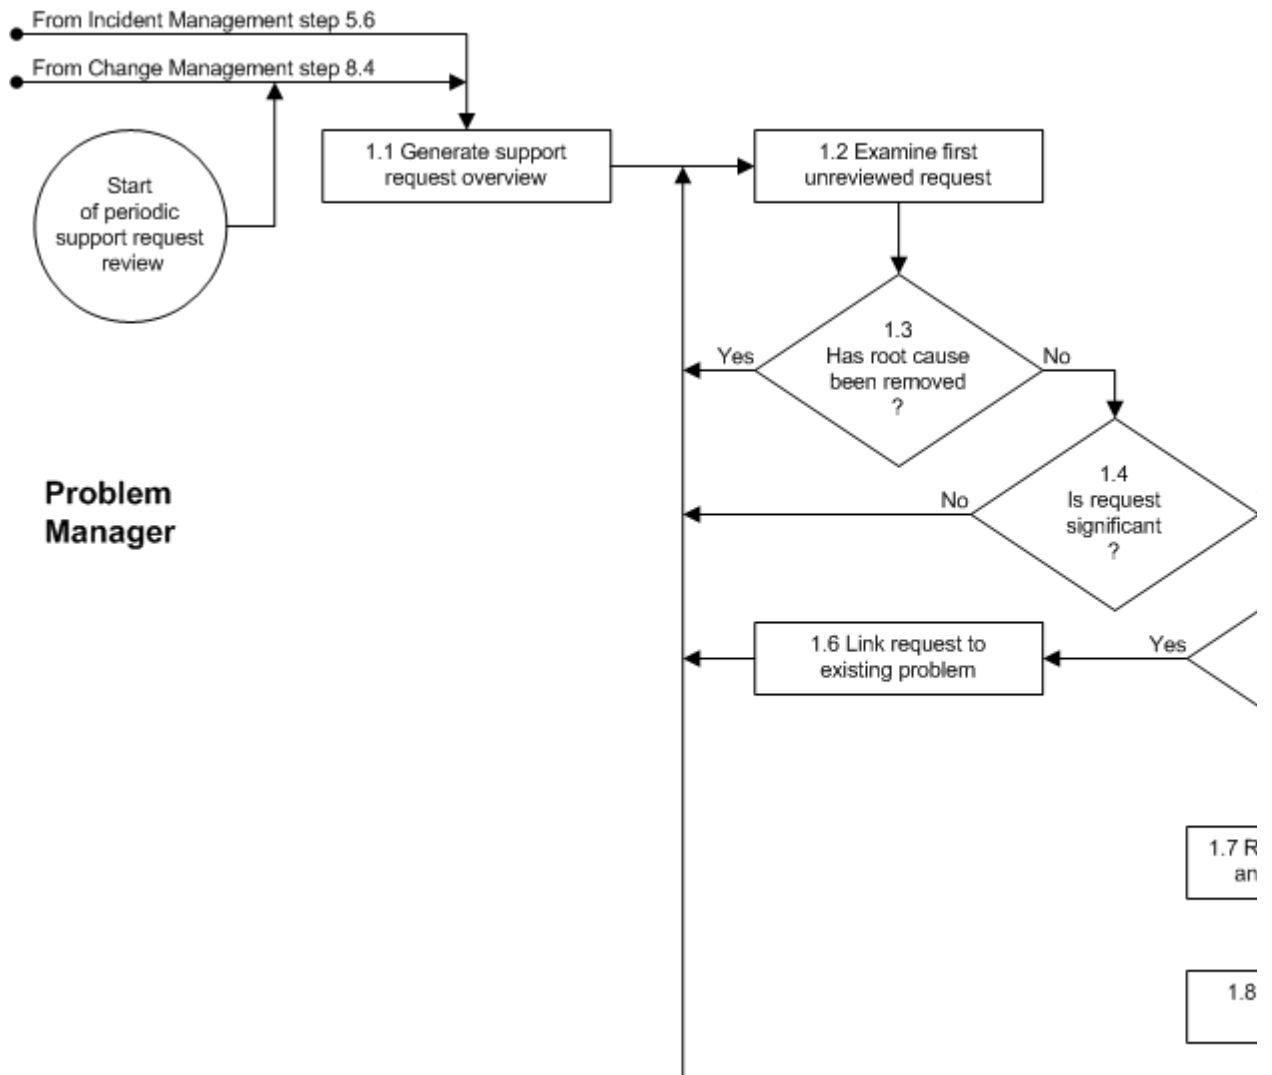 From Incident Management step 5.6
From Change Management step 8.4
Start
of periodic
support request
review
1.1 Generate support
request overview
1.2 Examine first
unreviewed request
1.3
Has root cause
been removed
?
Yes
No
1.4
Is request
significant
?
No
Problem
Manager
1.6 Link request to
existing problem
Yes
1.7 R
an
1.8